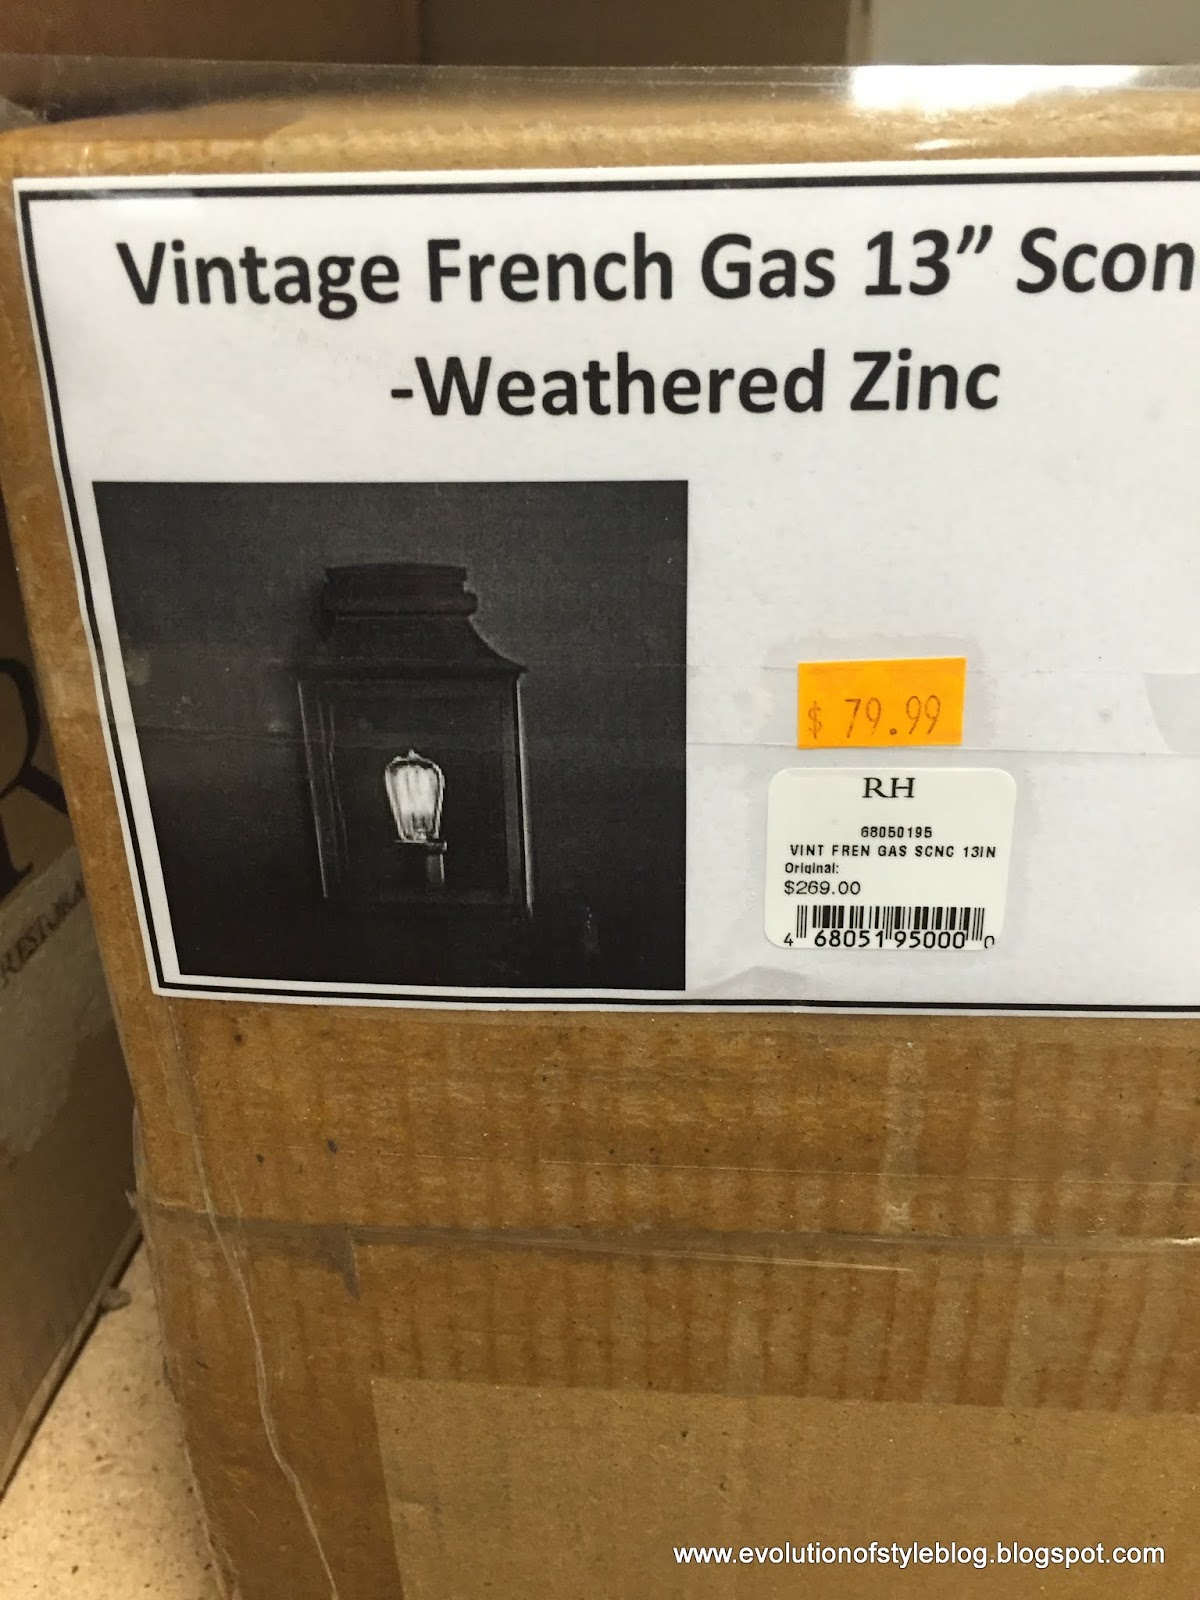 Vintage French Gas 13” Scon
-Weathered Zinc
$ 79.99
RH
68050195
VINT FREN GAS SCNC 13IN
Original:
$269.00
4 68051 95000 0
R
RESTORA
www.evolutionofstyleblog.blogspot.com